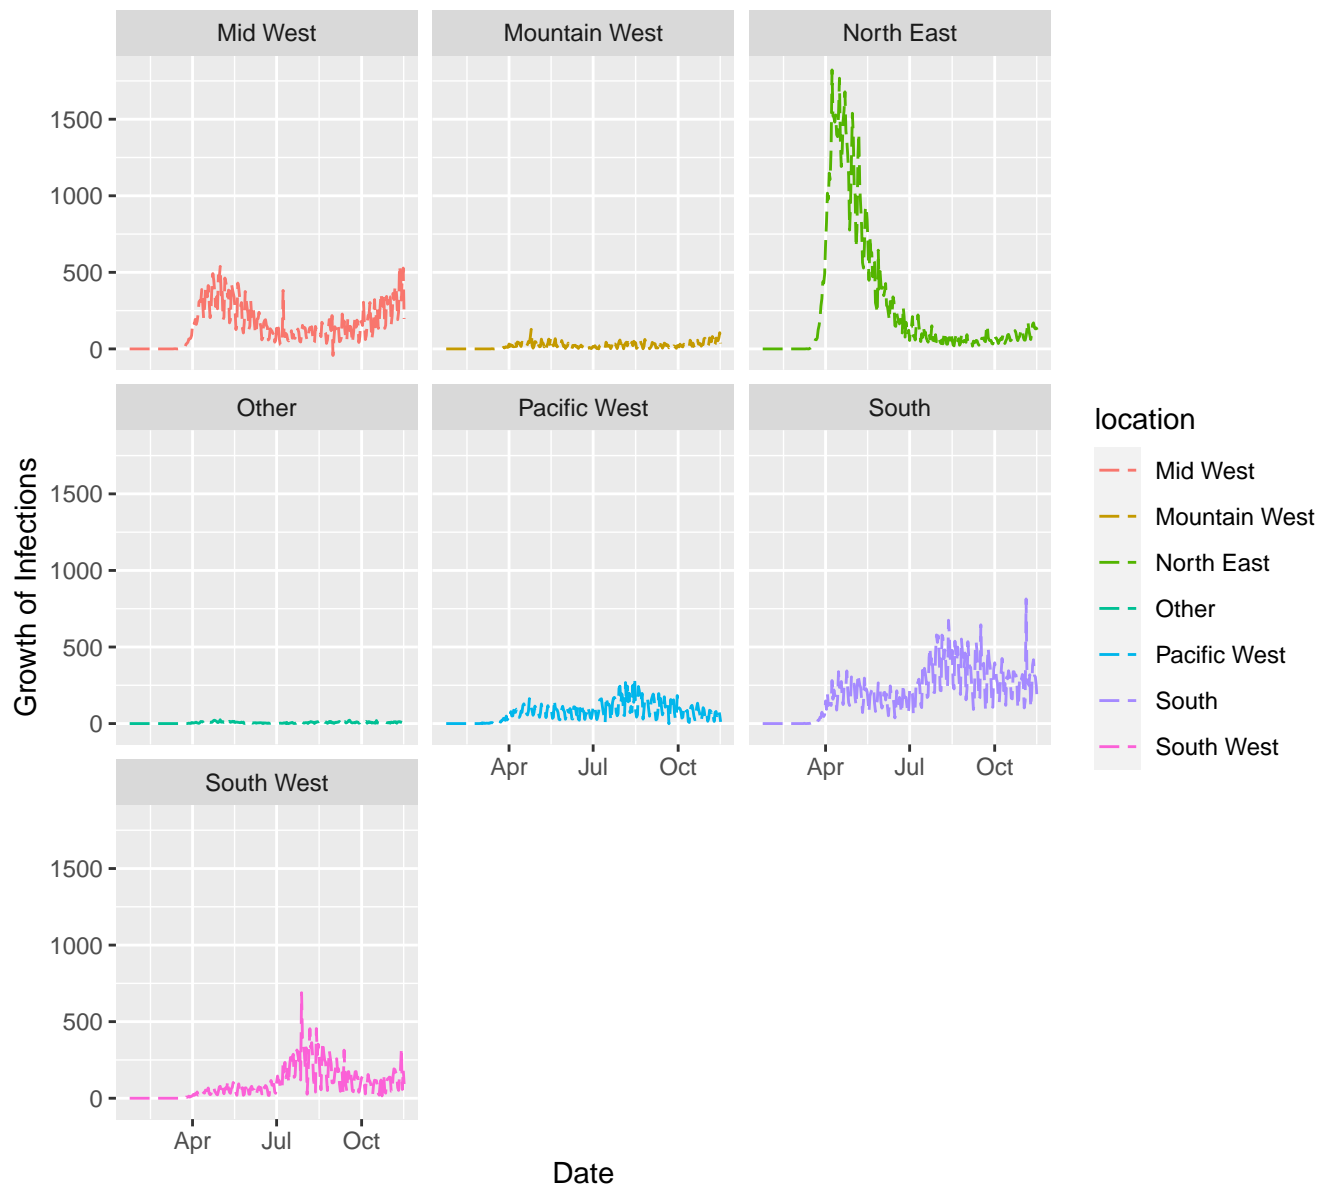 Mid West
Mountain West
North East
1500
1000
500
0
Other
Pacific West
South
1500
1000
500
0
Apr
Jul
Oct
Apr
Jul
Oct
South West
1500
1000
500
0
Apr
Jul
Oct
Date
Growth of Infections
location
Mid West
Mountain West
North East
Other
Pacific West
South
South West